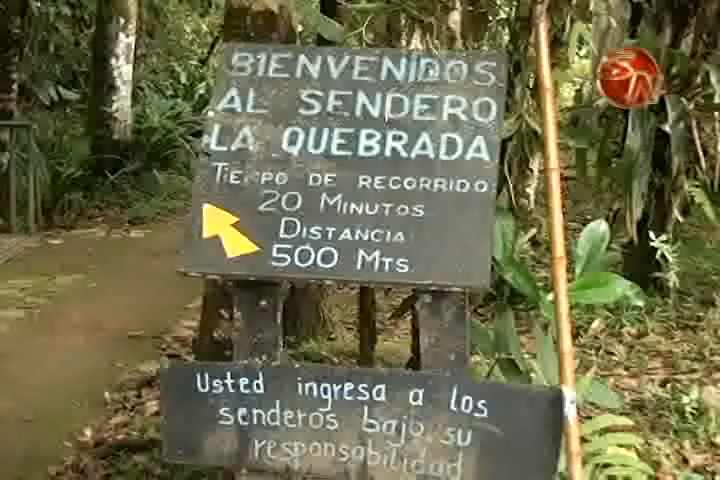 BIENVENIDOS
AL SENDERO
LA QUEBRADA
TIEMPO DE RECORRIDO
20 MINUTOS
DISTANCIA
500 MTS
Usted ingresa a los
senderos bajo su
responsabilidad